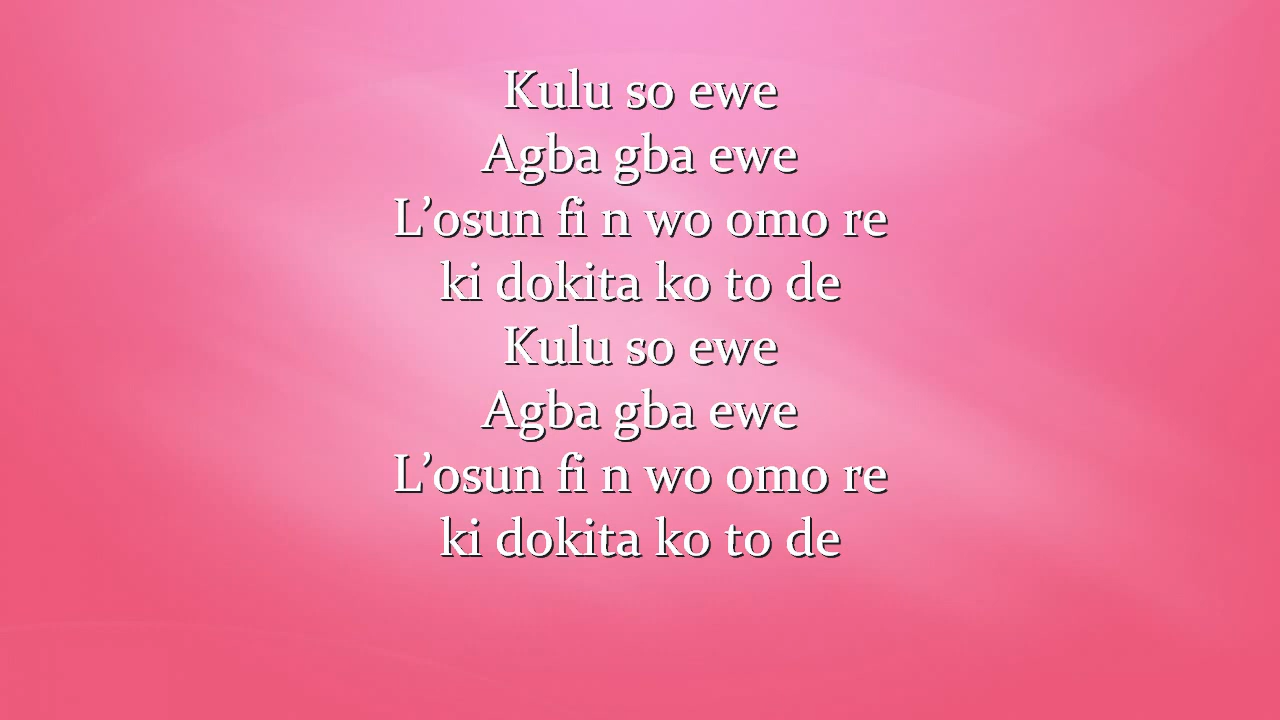 Kulu so ewe
Agba gba ewe
L’osun fi n wo omo re
ki dokita ko to de
Kulu so ewe
Agba gba ewe
L’osun fi n wo omo re
ki dokita ko to de